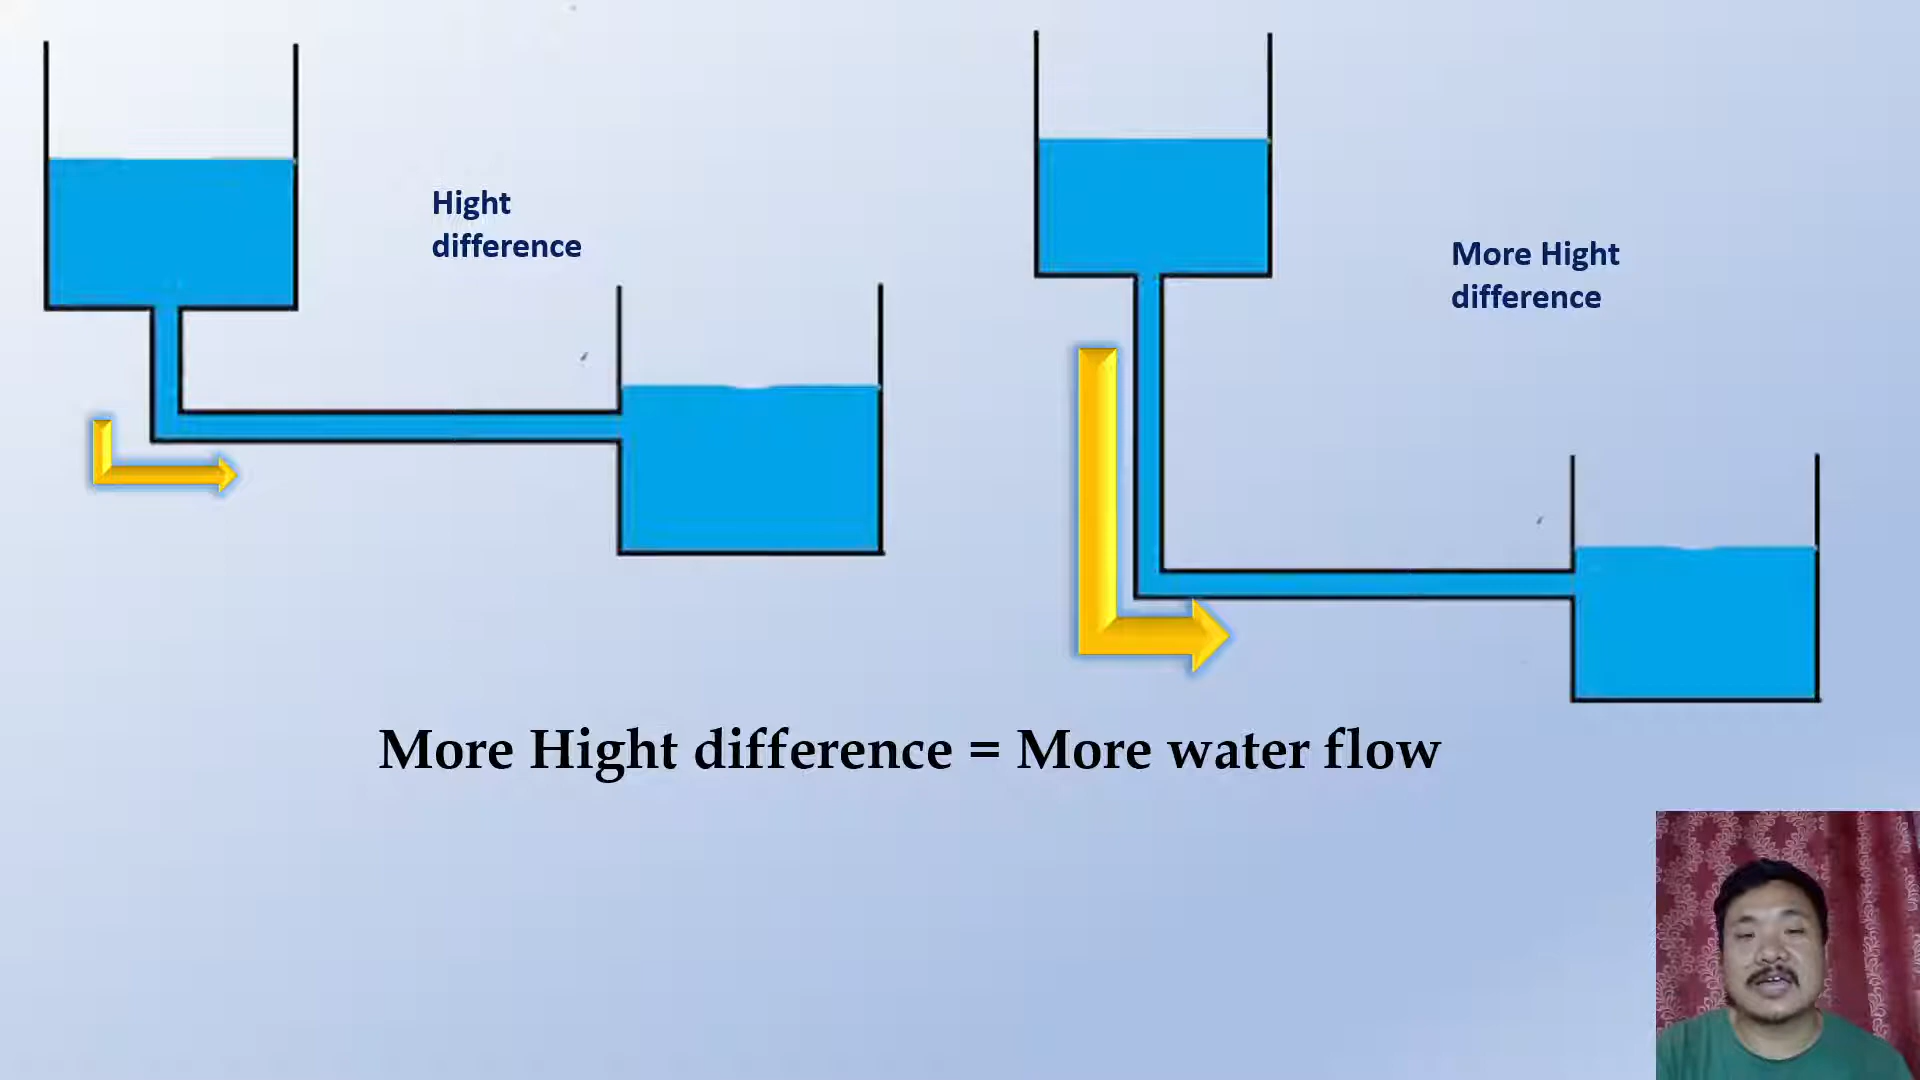 Hight
difference
More Hight
difference
More Hight difference = More water flow